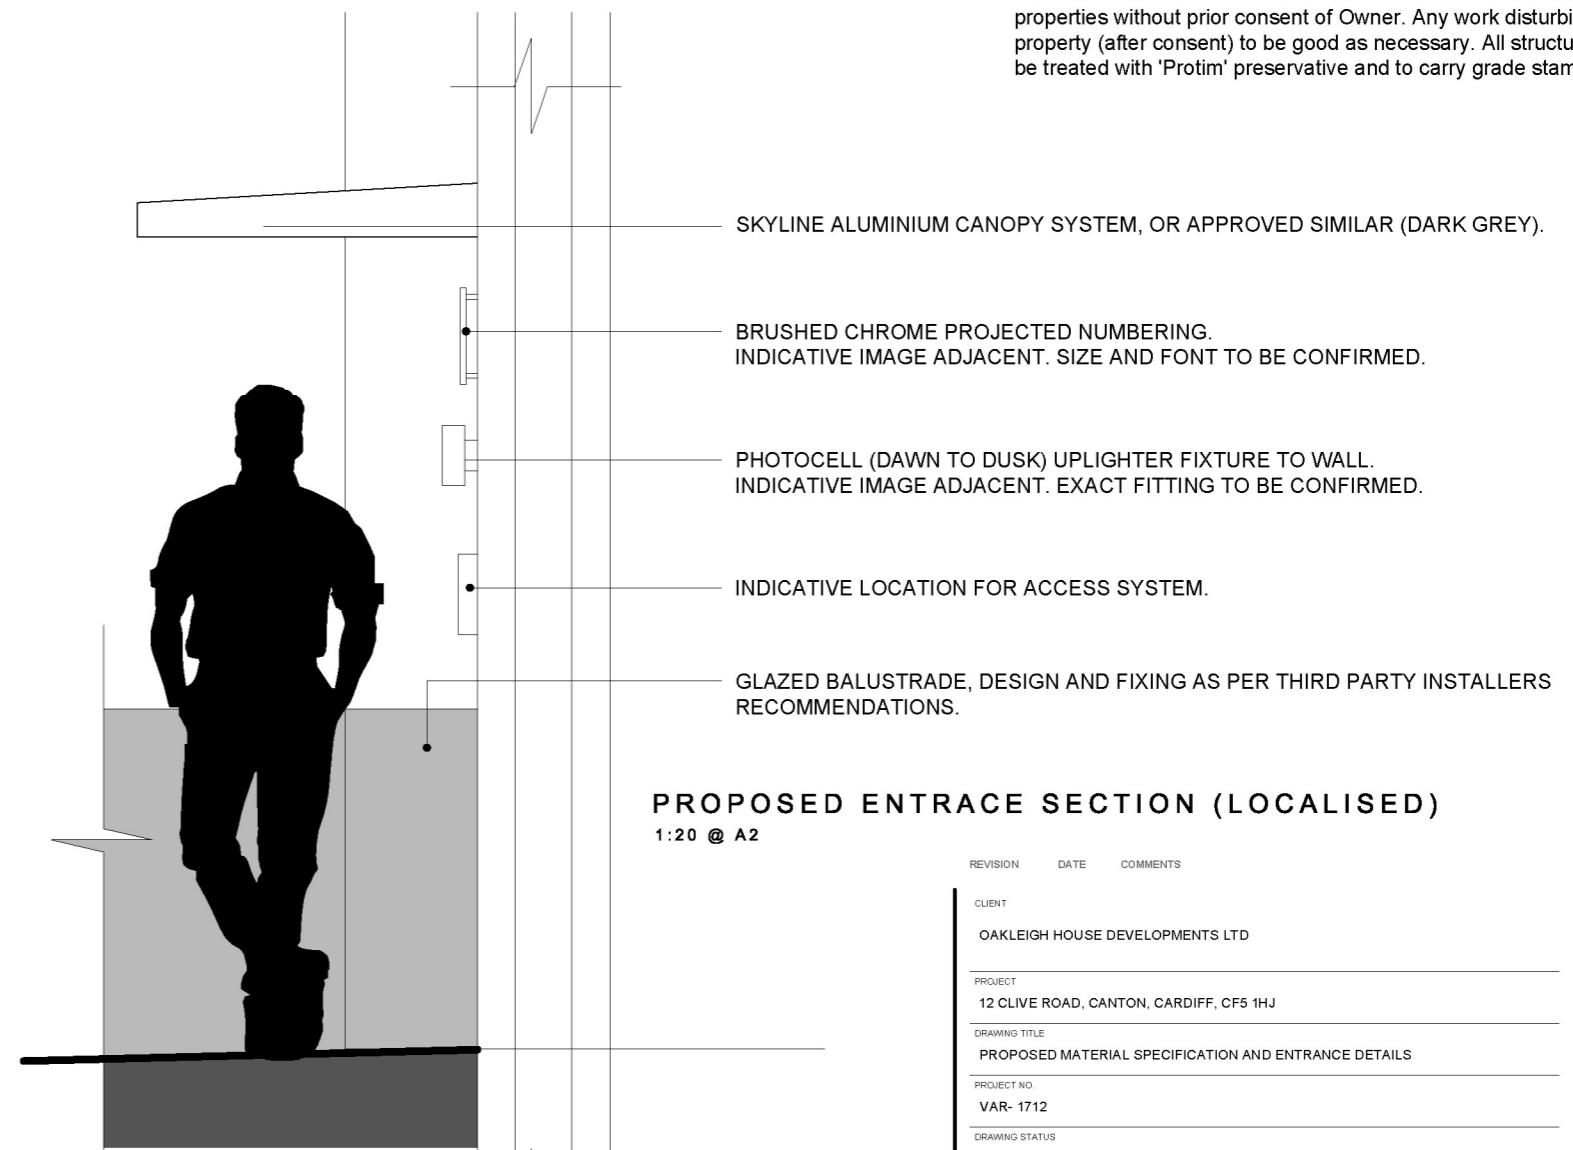 properties without prior consent of Owner. Any work disturbi
property (after consent) to be good as necessary. All structu
be treated with 'Protim' preservative and to carry grade stam
SKYLINE ALUMINIUM CANOPY SYSTEM, OR APPROVED SIMILAR (DARK GREY).
BRUSHED CHROME PROJECTED NUMBERING.
INDICATIVE IMAGE ADJACENT. SIZE AND FONT TO BE CONFIRMED.
PHOTOCELL (DAWN TO DUSK) UPLIGHTER FIXTURE TO WALL.
INDICATIVE IMAGE ADJACENT. EXACT FITTING TO BE CONFIRMED.
INDICATIVE LOCATION FOR ACCESS SYSTEM.
GLAZED BALUSTRADE, DESIGN AND FIXING AS PER THIRD PARTY INSTALLERS
RECOMMENDATIONS.
PROPOSED ENTRACE SECTION (LOCALISED)
1:20 @ A2
REVISION DATE COMMENTS
CLIENT
OAKLEIGH HOUSE DEVELOPMENTS LTD
PROJECT
12 CLIVE ROAD, CANTON, CARDIFF, CF5 1HJ
DRAWING TITLE
PROPOSED MATERIAL SPECIFICATION AND ENTRANCE DETAILS
PROJECT NO.
VAR- 1712
DRAWING STATUS